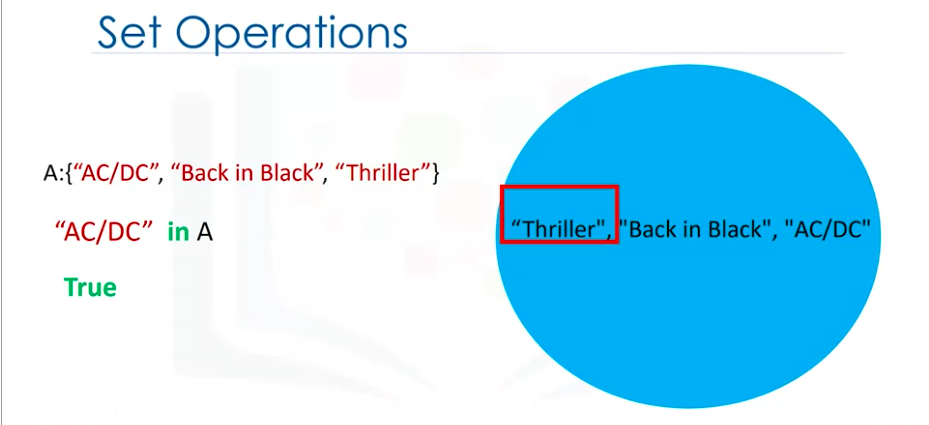 Set Operations
A:{“AC/DC”, “Back in Black”, “Thriller”}
“AC/DC” in A
True
“Thriller", "Back in Black", "AC/DC"